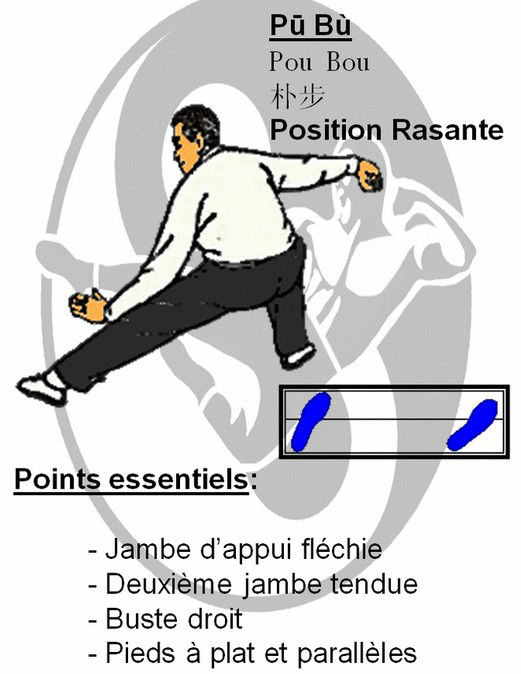 Pū Bù
Pou Bou
朴步
Position Rasante
Points essentiels:
- Jambe d’appui fléchie
- Deuxième jambe tendue
- Buste droit
- Pieds à plat et parallèles